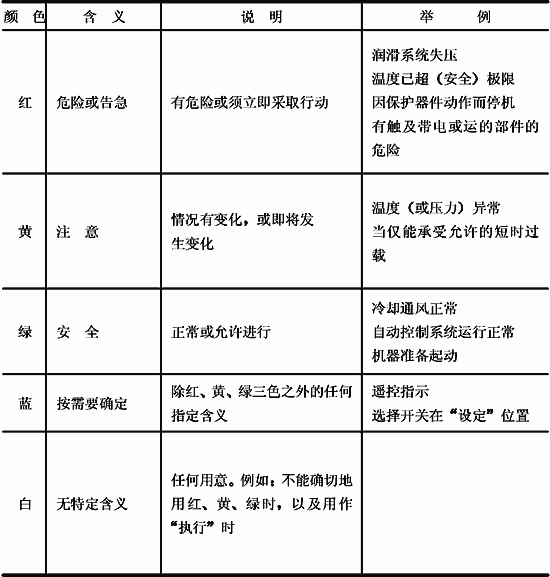 颜 色 含 义 说 明 举 例
红 危险或告急 有危险或须立即采取行动
润滑系统失压
温度已超（安全）极限
因保护器件动作而停机
有触及带电或运的部件的
危险
黄 注 意
情况有变化，或即将发
生变化
温度（或压力）异常
当仅能承受允许的短时过
载
绿 安 全 正常或允许进行
冷却通风正常
自动控制系统运行正常
机器准备起动
蓝 按需要确定
除红、黄、绿三色之外的任何
指定含义
遥控指示
选择开关在“设定”位置
白 无特定含义
任何用意。例如：不能确切地
用红、黄、绿时，以及用作
“执行”时